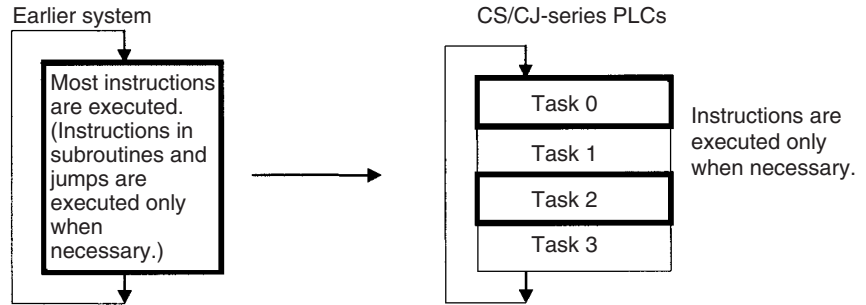 Earlier system
Most instructions
are executed.
(Instructions in
subroutines and
jumps are
executed only
when
necessary.)
CS/CJ-series PLCs
Task 0
Task 1
Task 2
Task 3
Instructions are
executed only
when necessary.